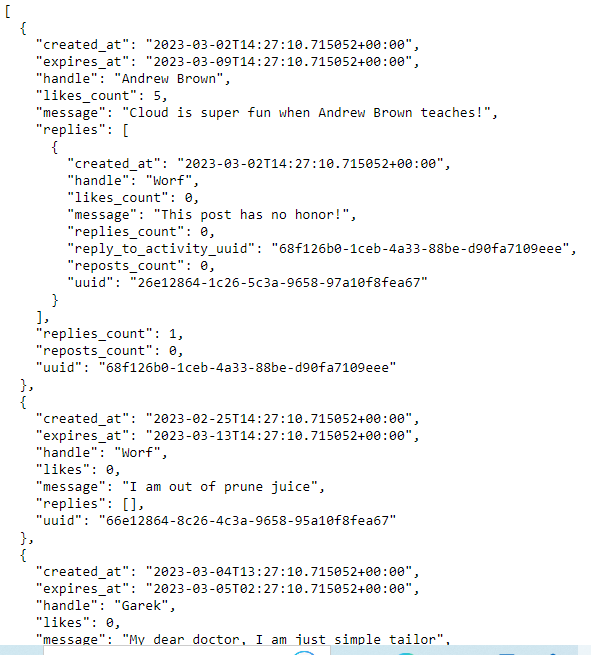 [
  {
    "created_at": "2023-03-02T14:27:10.715052+00:00",
    "expires_at": "2023-03-09T14:27:10.715052+00:00",
    "handle": "Andrew Brown",
    "likes_count": 5,
    "message": "Cloud is super fun when Andrew Brown teaches!",
    "replies": [
      {
        "created_at": "2023-03-02T14:27:10.715052+00:00",
        "handle": "Worf",
        "likes_count": 0,
        "message": "This post has no honor!",
        "replies_count": 0,
        "reply_to_activity_uuid": "68f126b0-1ceb-4a33-88be-d90fa7109eee",
        "reposts_count": 0,
        "uuid": "26e12864-1c26-5c3a-9658-97a10f8fea67"
      }
    ],
    "replies_count": 1,
    "reposts_count": 0,
    "uuid": "68f126b0-1ceb-4a33-88be-d90fa7109eee"
  },
  {
    "created_at": "2023-02-25T14:27:10.715052+00:00",
    "expires_at": "2023-03-13T14:27:10.715052+00:00",
    "handle": "Worf",
    "likes": 0,
    "message": "I am out of prune juice",
    "replies": [],
    "uuid": "66e12864-8c26-4c3a-9658-95a10f8fea67"
  },
  {
    "created_at": "2023-03-04T13:27:10.715052+00:00",
    "expires_at": "2023-03-05T02:27:10.715052+00:00",
    "handle": "Garek",
    "likes": 0,
    "message": "My dear doctor, I am just simple tailor",